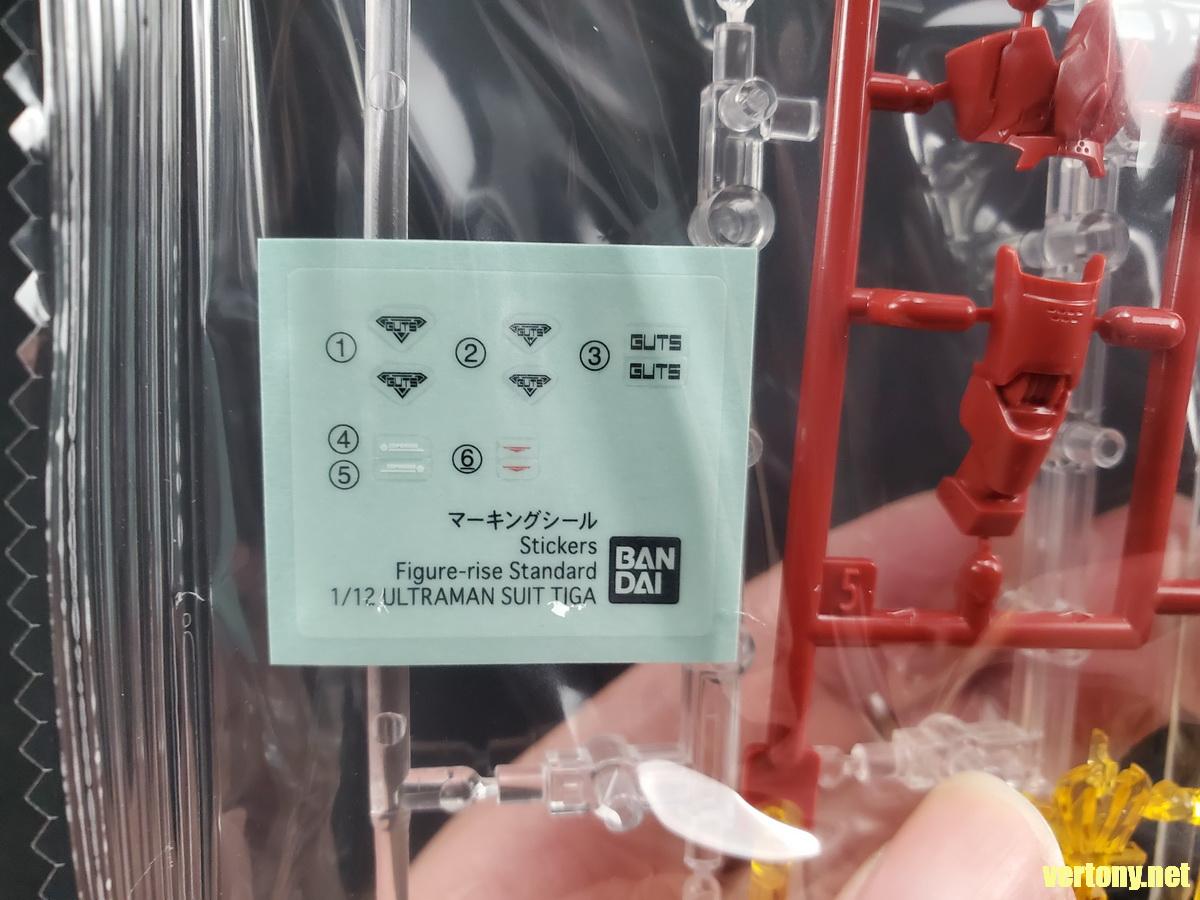 ① GUTS ② GUTS ③ GUTS
GUTS GUTS GUTS
④
⑤ ⑥
マーキングシール
Stickers
Figure-rise Standard
1/12 ULTRAMAN SUIT TIGA
BAN
DAI
5
vertony.net